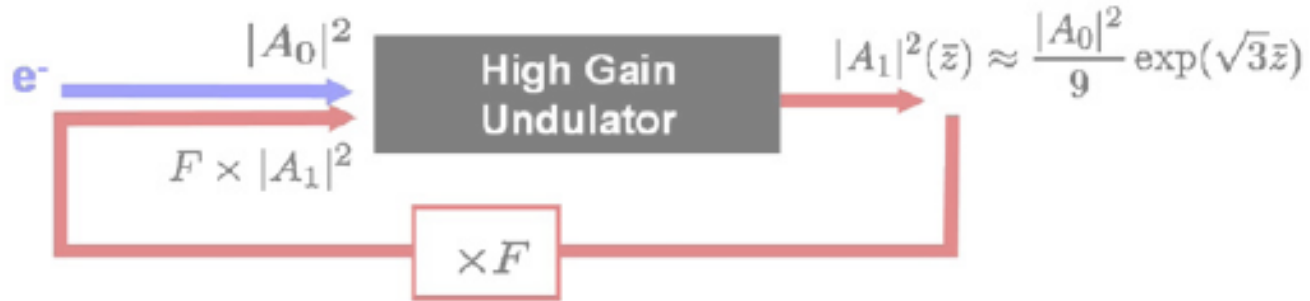 |A₀|²
e⁻
High Gain
Undulator
|A₁|²(z̄) ≈ |A₀|²/9 exp(√3z̄)
F × |A₁|²
×F